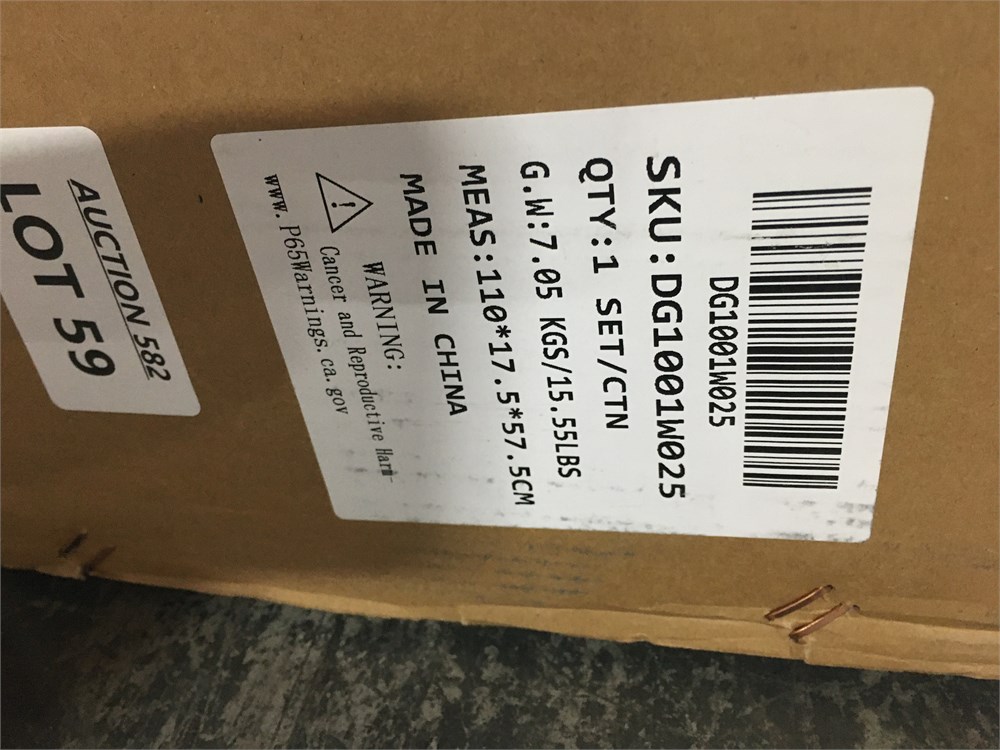 DG1001W025
SKU:DG1001W025
QTY:1 SET/CTN
G.W:7.05 KGS/15.55LBS
MEAS:110*17.5*57.5CM
MADE IN CHINA
WARNING:
Cancer and Reproductive Harm-
www.P65Warnings.ca.gov
AUCTION 582
LOT 59